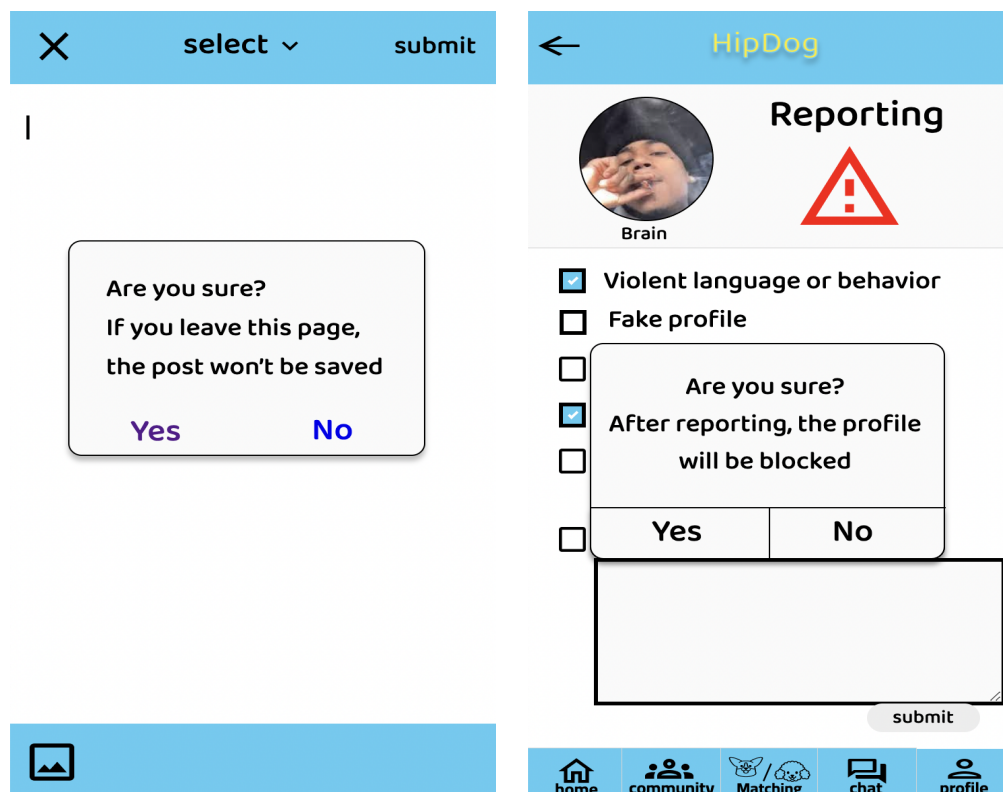 select
submit
Are you sure?
If you leave this page,
the post won't be saved
Yes
No
HipDog
Reporting
Brain
Violent language or behavior
Fake profile
Are you sure?
After reporting, the profile
will be blocked
Yes
No
submit
home
community
Matching
chat
profile